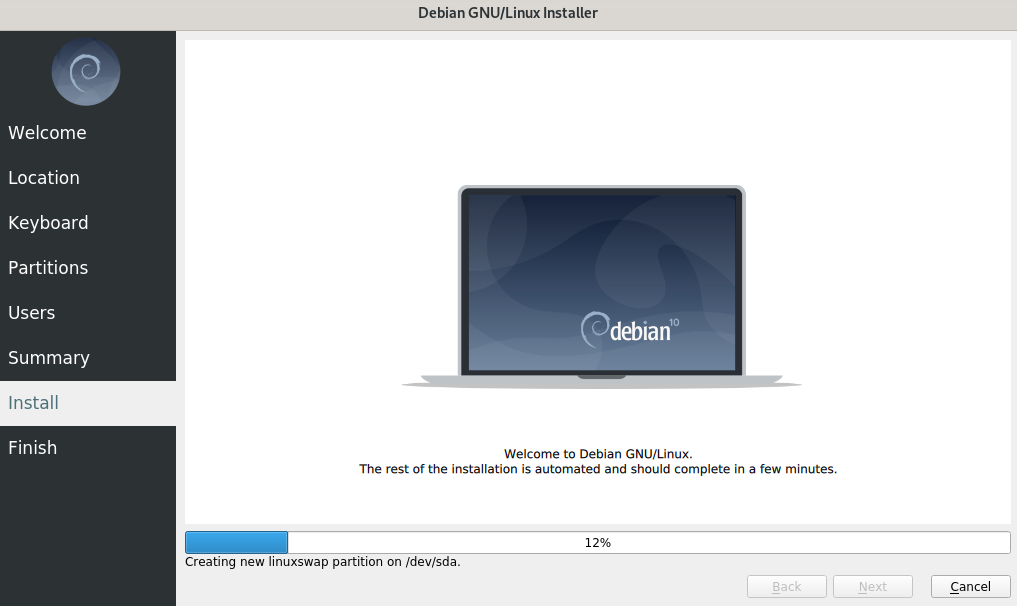 Debian GNU/Linux Installer
Welcome
Location
Keyboard
Partitions
Users
Summary
Install
Finish
debian 10
Welcome to Debian GNU/Linux.
The rest of the installation is automated and should complete in a few minutes.
12%
Creating new linuxswap partition on /dev/sda.
Back
Next
Cancel